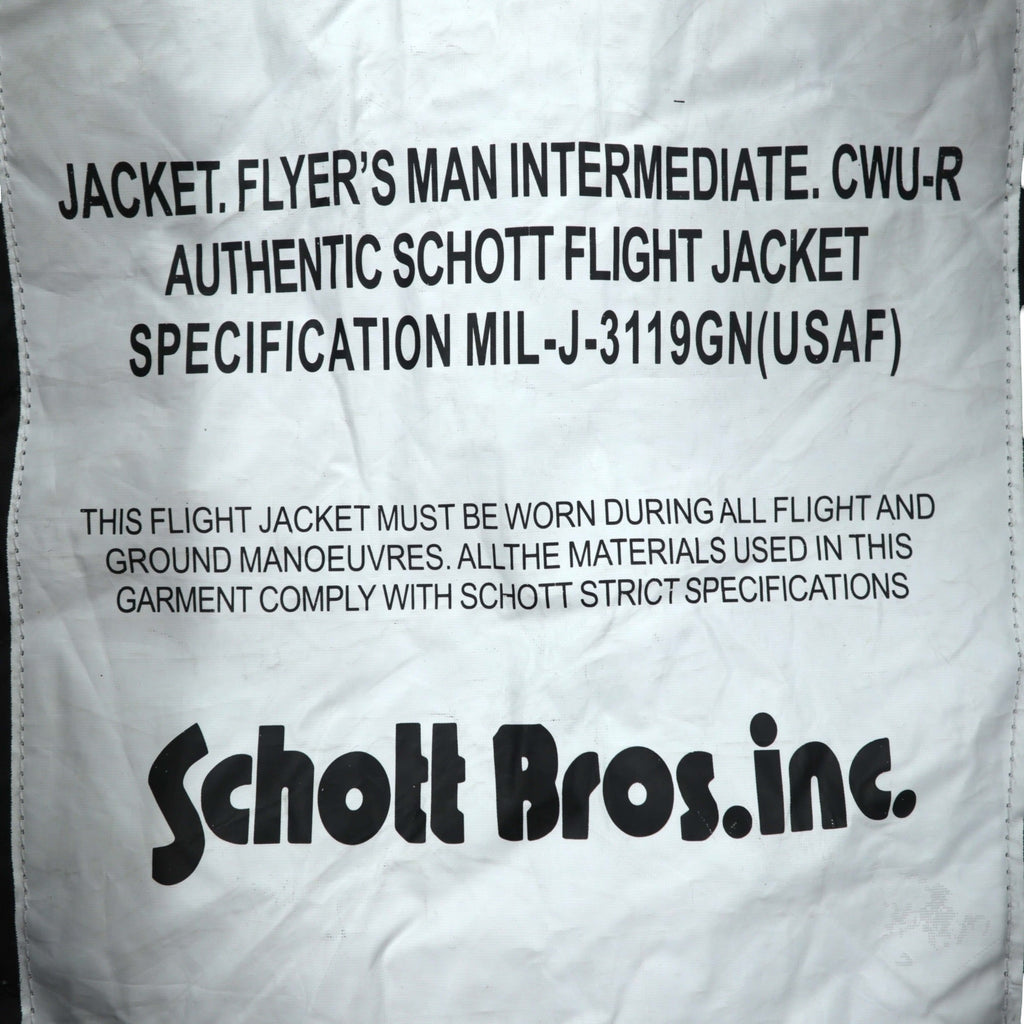 JACKET. FLYER'S MAN INTERMEDIATE. CWU-R
AUTHENTIC SCHOTT FLIGHT JACKET
SPECIFICATION MIL-J-3119GN(USAF)
THIS FLIGHT JACKET MUST BE WORN DURING ALL FLIGHT AND
GROUND MANOEUVRES. ALLTHE MATERIALS USED IN THIS
GARMENT COMPLY WITH SCHOTT STRICT SPECIFICATIONS
Schott Bros.inc.